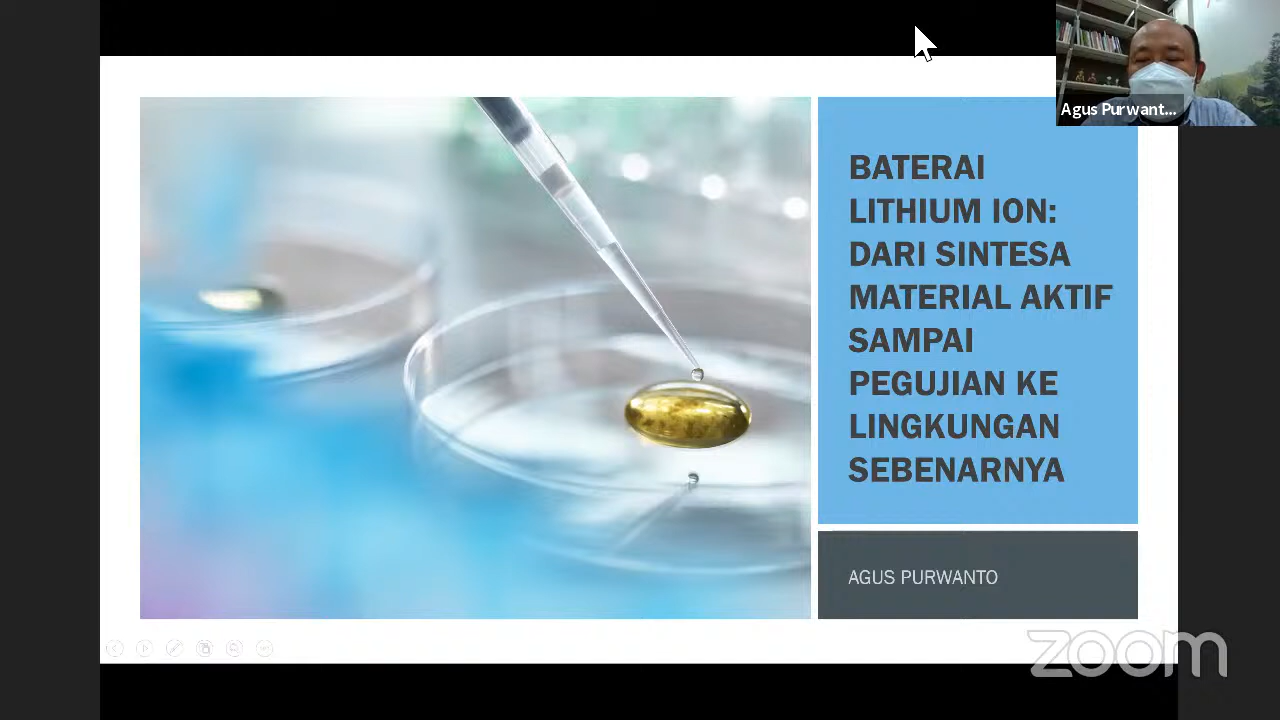 Agus Purwant...
BATERAI
LITHIUM ION:
DARI SINTESA
MATERIAL AKTIF
SAMPAI
PEGUJIAN KE
LINGKUNGAN
SEBENARNYA
AGUS PURWANTO
zoom